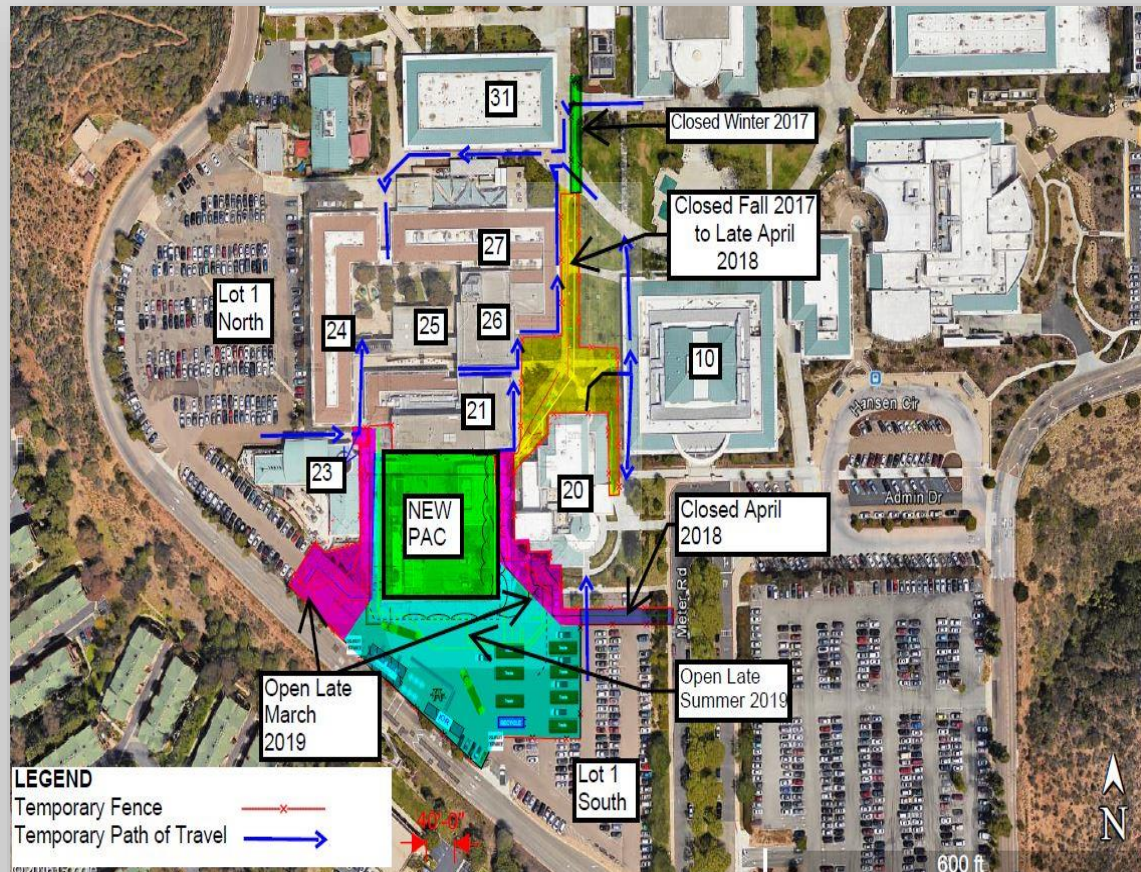 31
Closed Winter 2017
Closed Fall 2017
to Late April
2018
27
Lot 1
North
24
25
26
10
21
Hansen Cir
23
20
Admin Dr
NEW
PAC
Closed April
2018
Meter Rd
Open Late
March
2019
Open Late
Summer 2019
Lot 1
South
LEGEND
Temporary Fence
Temporary Path of Travel
40'-0"
N
600 ft